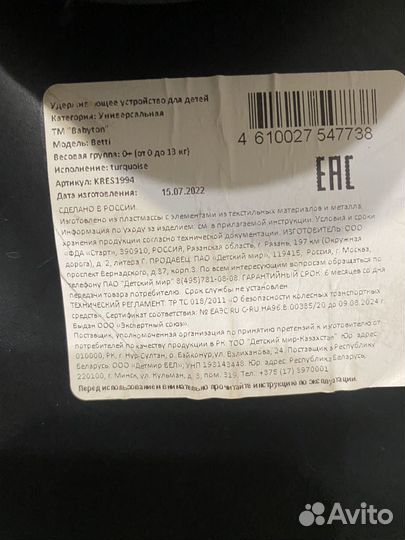 Удерживающее устройство для детей
Категория: Универсальная
ТМ "Babyton"
Модель: Betti
Весовая группа: 0+ (от 0 до 13 кг)
Исполнение: turquoise
Артикул: KRES1994
Дата изготовления: 15.07.2022
4 610027 547738
EAC
СДЕЛАНО В РОССИИ.
Изготовлено из пластмассы с элементами из текстильных материалов и металла.
Информация по уходу за изделием: см. в прилагаемой инструкции. Условия и сроки
хранения продукции согласно технической документации. ИЗГОТОВИТЕЛЬ: ООО
«ФДА «Старт», 390910, РОССИЯ, Рязанская область, г. Рязань, 197 км (Окружная
дорога), д. 2, литера Г. ПРОДАВЕЦ: ПАО «Детский мир», 119415, Россия, г. Москва,
проспект Вернадского, д.37, корп.3. По всем интересующим вопросам обращаться по
телефону ПАО "Детский мир" 8(495)781-08-08. ГАРАНТИЙНЫЙ СРОК: 6 месяцев со дня
передачи товара потребителю. Срок службы не установлен.
ТЕХНИЧЕСКИЙ РЕГЛАМЕНТ ТР ТС 018/2011 «О безопасности колесных транспортных
средств». Сертификат соответствия: № ЕАЭС RU C-RU.НА96.В.00385/20 до 09.08.2024 г.
Выдан ООО «Экспертный союз».
Поставщик, уполномоченная организация по принятию претензий к изготовителю от
потребителей по качеству продукции в РК: ТОО "Детский мир-Казахстан" Юр. адрес:
010000, РК, г. Нур-Султан, р. Байконур, ул. Валиханова, 24. Поставщик в Республику
Беларусь: ООО «Детмир БЕЛ», УНП 193143448. Юр. адрес: Республика Беларусь,
220100, г. Минск, ул. Кульман, д. 3, пом. 319. Тел. +375 (17) 3970001
Перед использованием внимательно прочитайте инструкцию по эксплуатации.
Avito